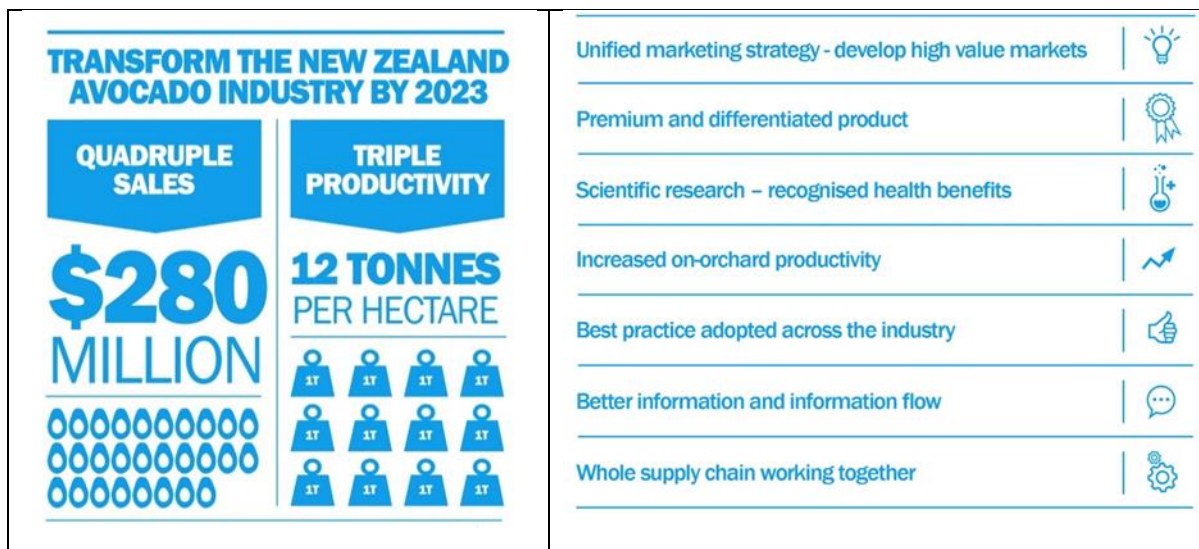 TRANSFORM THE NEW ZEALAND
AVOCADO INDUSTRY BY 2023
QUADRUPLE
SALES
$280
MILLION
TRIPLE
PRODUCTIVITY
12 TONNES
PER HECTARE
1T 1T 1T 1T
1T 1T 1T 1T
1T 1T 1T 1T
Unified marketing strategy - develop high value markets
Premium and differentiated product
Scientific research – recognised health benefits
Increased on-orchard productivity
Best practice adopted across the industry
Better information and information flow
Whole supply chain working together